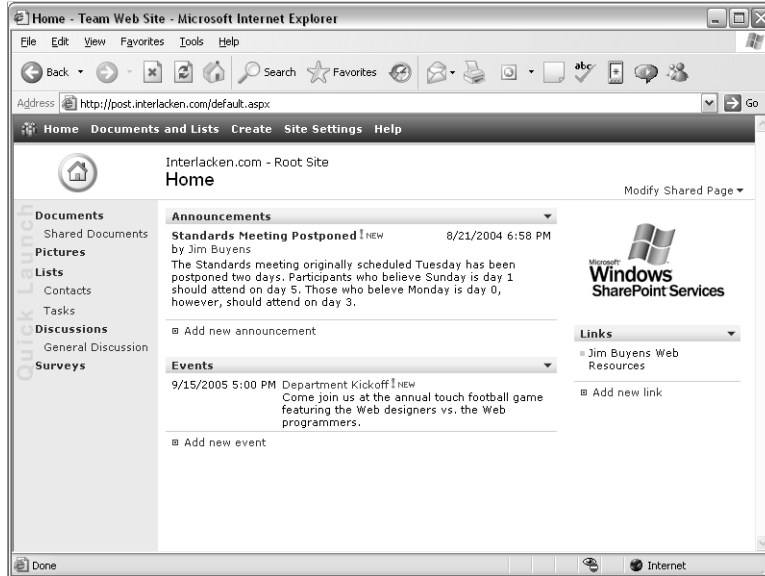 Home - Team Web Site - Microsoft Internet Explorer
File Edit View Favorites Tools Help
Back Search Favorites
Address http://post.interlacken.com/default.aspx Go
Home Documents and Lists Create Site Settings Help
Interlacken.com - Root Site
Home
Modify Shared Page
Quick Launch
Documents
Shared Documents
Pictures
Lists
Contacts
Tasks
Discussions
General Discussion
Surveys
Announcements
Standards Meeting Postponed ! NEW 8/21/2004 6:58 PM
by Jim Buyens
The Standards meeting originally scheduled Tuesday has been
postponed two days. Participants who believe Sunday is day 1
should attend on day 5. Those who beleve Monday is day 0,
however, should attend on day 3.
Add new announcement
Events
9/15/2005 5:00 PM Department Kickoff ! NEW
Come join us at the annual touch football game
featuring the Web designers vs. the Web
programmers.
Add new event
Microsoft
Windows
SharePoint Services
Links
Jim Buyens Web
Resources
Add new link
Done Internet